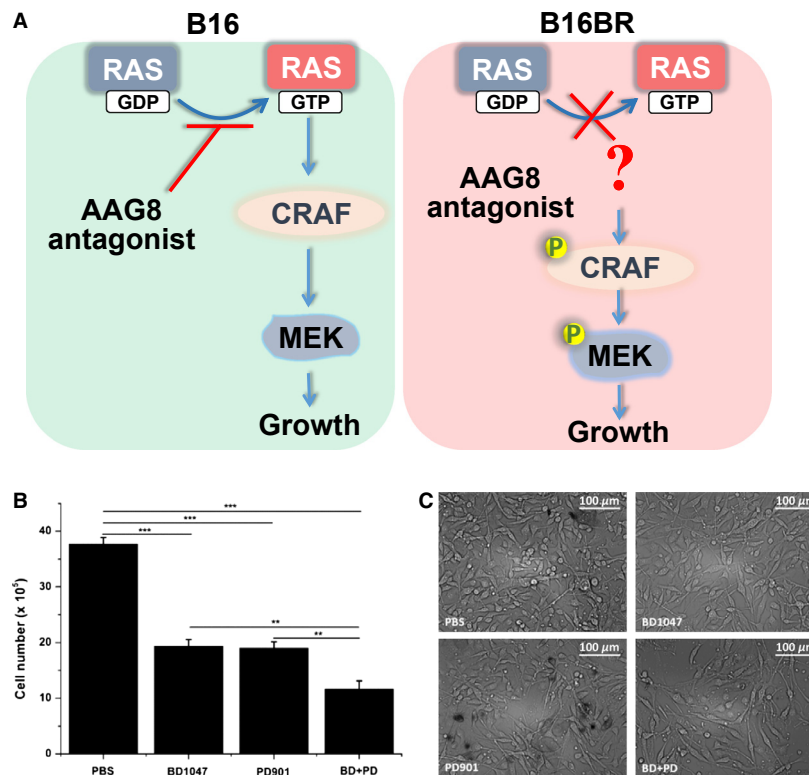 A
B16
RAS
RAS
GDP
GTP
AAG8
antagonist
CRAF
MEK
Growth
B16BR
RAS
RAS
GDP
GTP
?
AAG8
antagonist
P
CRAF
P
MEK
Growth
B
Cell number (x 10⁵)
40
30
20
10
0
***
***
***
**
**
PBS
BD1047
PD901
BD+PD
C
100 µm
PBS
100 µm
BD1047
100 µm
PD901
100 µm
BD+PD